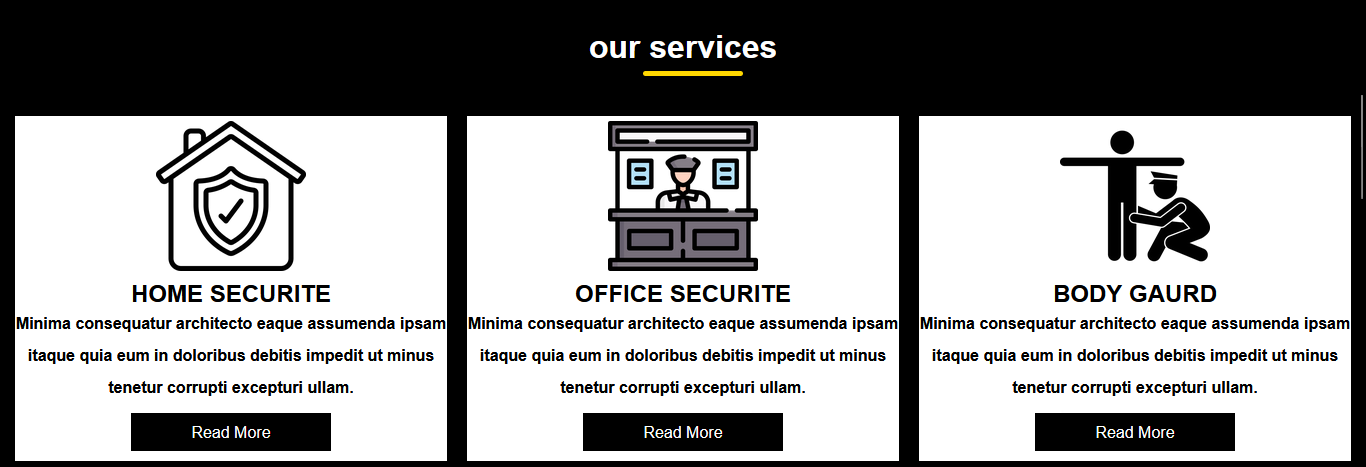 our services
HOME SECURITE
Minima consequatur architecto eaque assumenda ipsam
itaque quia eum in doloribus debitis impedit ut minus
tenetur corrupti excepturi ullam.
Read More
OFFICE SECURITE
Minima consequatur architecto eaque assumenda ipsam
itaque quia eum in doloribus debitis impedit ut minus
tenetur corrupti excepturi ullam.
Read More
BODY GAURD
Minima consequatur architecto eaque assumenda ipsam
itaque quia eum in doloribus debitis impedit ut minus
tenetur corrupti excepturi ullam.
Read More